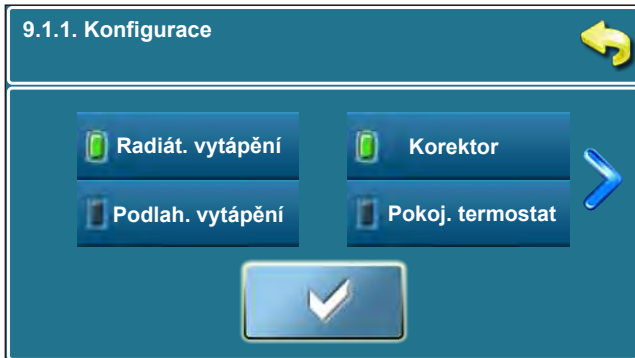 9.1.1. Konfigurace
Radiát. vytápění
Korektor
Podlah. vytápění
Pokoj. termostat